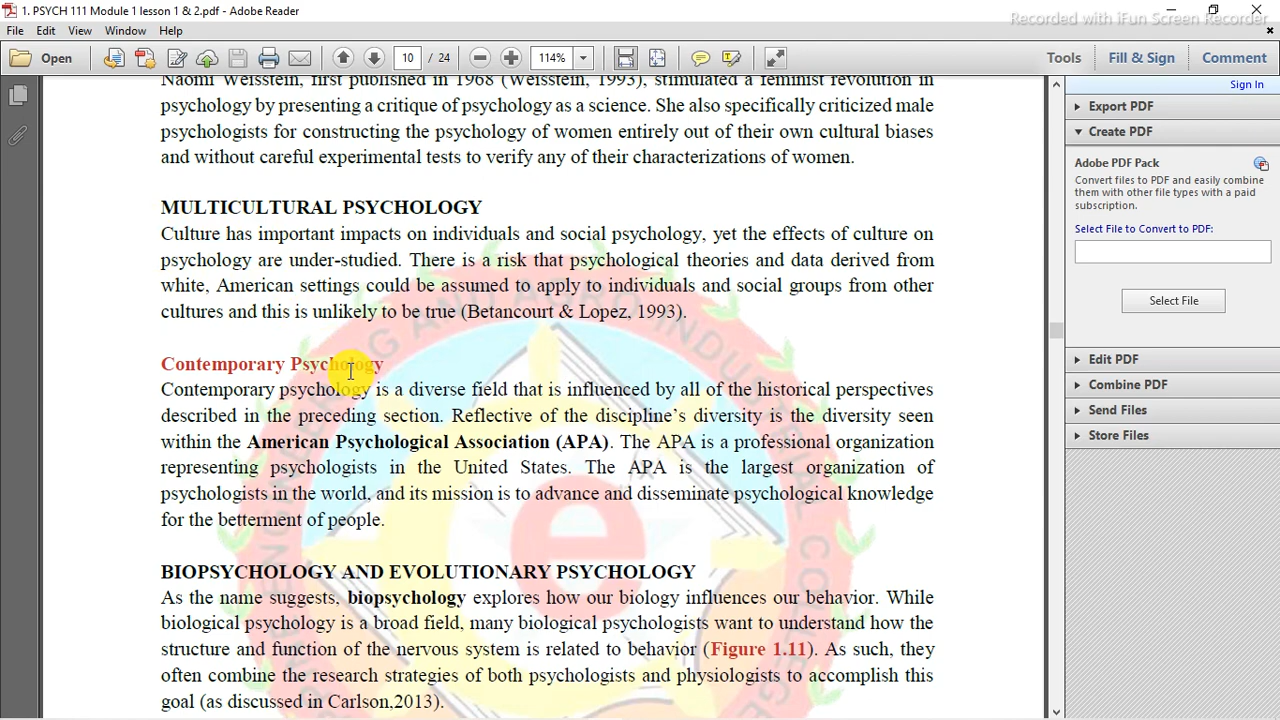 1. PSYCH 111 Module 1 lesson 1 & 2.pdf - Adobe Reader
Recorded with iFun Screen Recorder
File Edit View Window Help
Open 10 / 24 114% Tools Fill & Sign Comment
Naomi Weisstein, first published in 1968 (Weisstein, 1993), stimulated a feminist revolution in
psychology by presenting a critique of psychology as a science. She also specifically criticized male
psychologists for constructing the psychology of women entirely out of their own cultural biases
and without careful experimental tests to verify any of their characterizations of women.
MULTICULTURAL PSYCHOLOGY
Culture has important impacts on individuals and social psychology, yet the effects of culture on
psychology are under-studied. There is a risk that psychological theories and data derived from
white, American settings could be assumed to apply to individuals and social groups from other
cultures and this is unlikely to be true (Betancourt & Lopez, 1993).
Contemporary Psychology
Contemporary psychology is a diverse field that is influenced by all of the historical perspectives
described in the preceding section. Reflective of the discipline’s diversity is the diversity seen
within the American Psychological Association (APA). The APA is a professional organization
representing psychologists in the United States. The APA is the largest organization of
psychologists in the world, and its mission is to advance and disseminate psychological knowledge
for the betterment of people.
BIOPSYCHOLOGY AND EVOLUTIONARY PSYCHOLOGY
As the name suggests, biopsychology explores how our biology influences our behavior. While
biological psychology is a broad field, many biological psychologists want to understand how the
structure and function of the nervous system is related to behavior (Figure 1.11). As such, they
often combine the research strategies of both psychologists and physiologists to accomplish this
goal (as discussed in Carlson,2013).
Sign In
Export PDF
Create PDF
Adobe PDF Pack
Convert files to PDF and easily combine
them with other file types with a paid
subscription.
Select File to Convert to PDF:
Select File
Edit PDF
Combine PDF
Send Files
Store Files